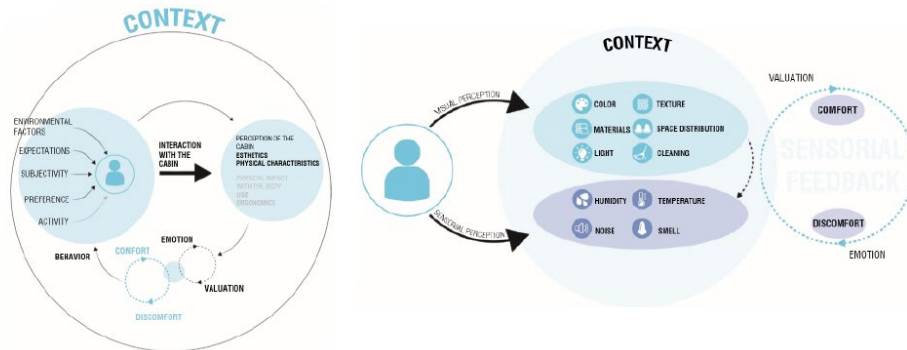 CONTEXT
ENVIRONMENTAL
FACTORS
EXPECTATIONS
SUBJECTIVITY
PREFERENCE
ACTIVITY
INTERACTION
WITH THE
CABIN
PERCEPTION OF THE
CABIN
ESTHETICS
PHYSICAL CHARACTERISTICS
PHYSICAL IMPACT
WITH THE BODY
USE
ERGONOMICS
BEHAVIOR
CONFORT
EMOTION
VALUATION
DISCOMFORT
CONTEXT
VISUAL PERCEPTION
SENSORIAL PERCEPTION
COLOR
TEXTURE
MATERIALS
SPACE DISTRIBUTION
LIGHT
CLEANING
HUMIDITY
TEMPERATURE
NOISE
SMELL
VALUATION
COMFORT
SENSORIAL
FEEDBACK
DISCOMFORT
EMOTION